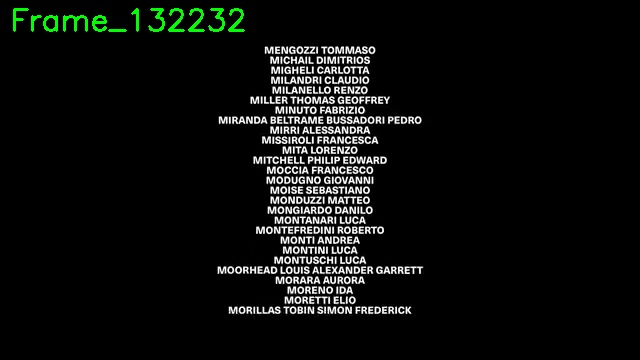 Frame_132232
MENGOZZI TOMMASO
MICHAIL DIMITRIOS
MIGHELI CARLOTTA
MILANDRI CLAUDIO
MILANELLO RENZO
MILLER THOMAS GEOFFREY
MINUTO FABRIZIO
MIRANDA BELTRAME BUSSADORI PEDRO
MIRRI ALESSANDRA
MISSIROLI FRANCESCA
MITA LORENZO
MITCHELL PHILIP EDWARD
MOCCIA FRANCESCO
MODUGNO GIOVANNI
MOISE SEBASTIANO
MONDUZZI MATTEO
MONGIARDO DANILO
MONTANARI LUCA
MONTEFREDINI ROBERTO
MONTI ANDREA
MONTINI LUCA
MONTUSCHI LUCA
MOORHEAD LOUIS ALEXANDER GARRETT
MORARA AURORA
MORENO IDA
MORETTI ELIO
MORILLAS TOBIN SIMON FREDERICK